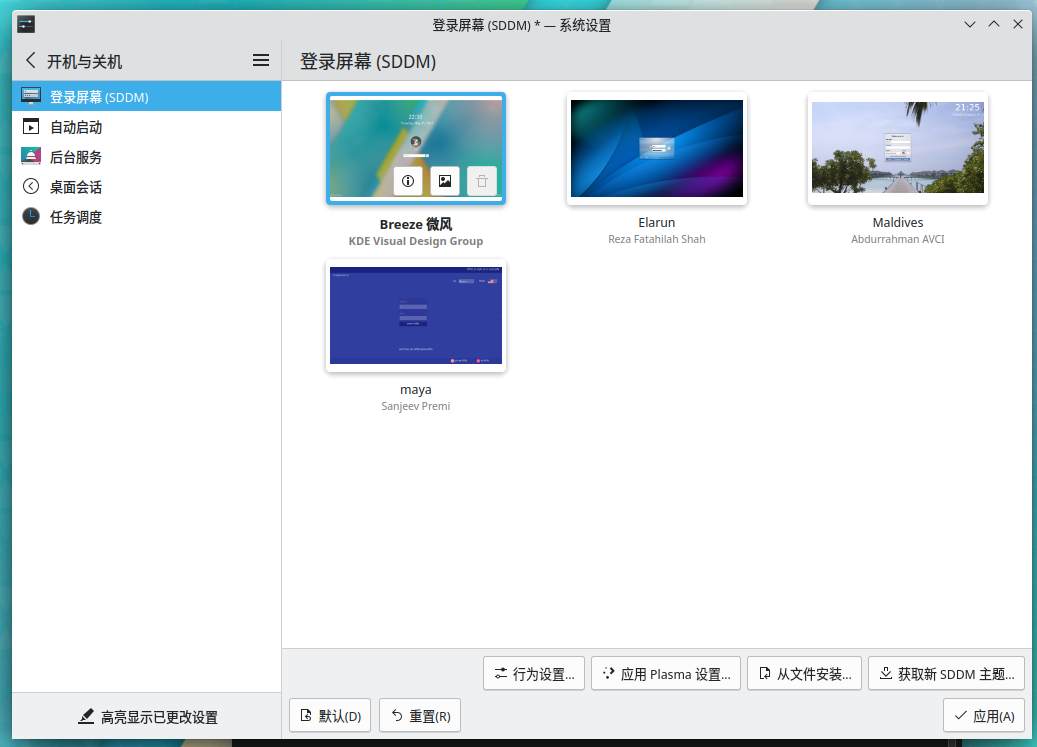 登录屏幕 (SDDM) * — 系统设置
开机与关机
登录屏幕 (SDDM)
登录屏幕 (SDDM)
自动启动
后台服务
桌面会话
任务调度
22:30
21:25
Breeze 微风
KDE Visual Design Group
Elarun
Reza Fatahilah Shah
Maldives
Abdurrahman AVCI
maya
Sanjeev Premi
行为设置...
应用 Plasma 设置...
从文件安装...
获取新 SDDM 主题...
高亮显示已更改设置
默认(D)
重置(R)
应用(A)